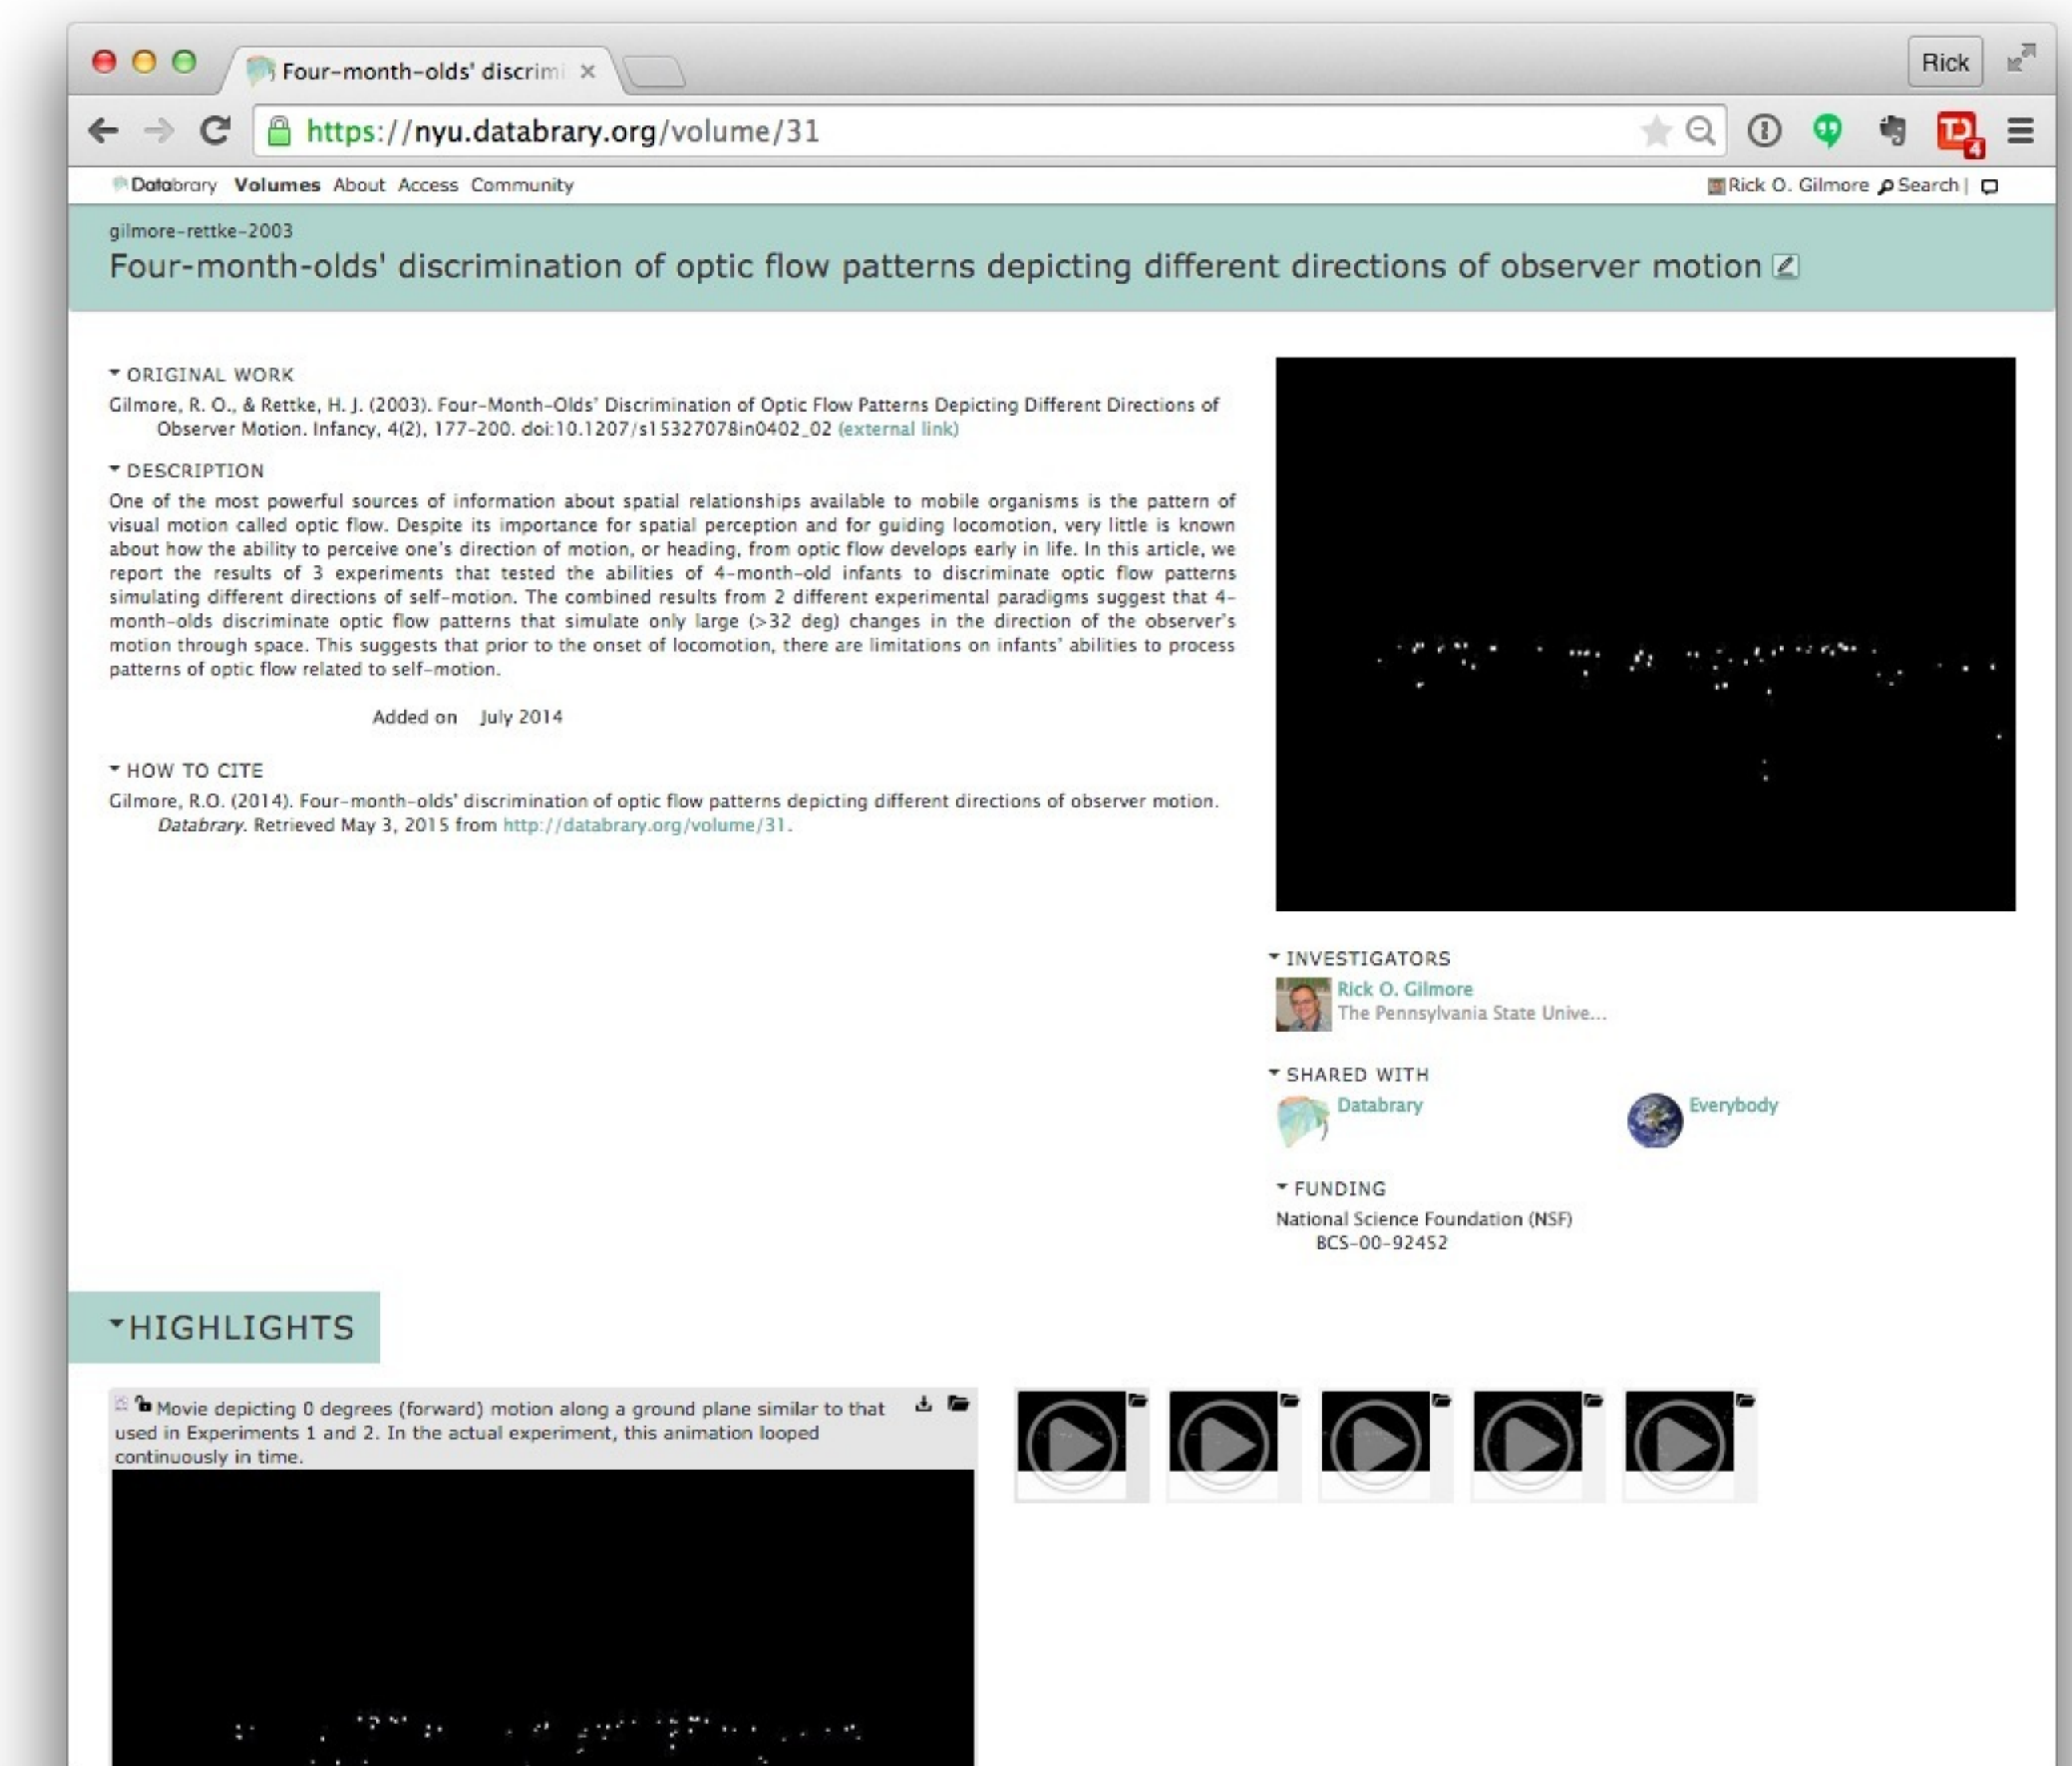 Four-month-olds' discrimi
Rick
https://nyu.databrary.org/volume/31
4
Databrary Volumes About Access Community
Rick O. Gilmore Search |
gilmore-rettke-2003
Four-month-olds' discrimination of optic flow patterns depicting different directions of observer motion
ORIGINAL WORK
Gilmore, R. O., & Rettke, H. J. (2003). Four-Month-Olds' Discrimination of Optic Flow Patterns Depicting Different Directions of
Observer Motion. Infancy, 4(2), 177-200. doi:10.1207/s15327078in0402_02 (external link)
DESCRIPTION
One of the most powerful sources of information about spatial relationships available to mobile organisms is the pattern of
visual motion called optic flow. Despite its importance for spatial perception and for guiding locomotion, very little is known
about how the ability to perceive one's direction of motion, or heading, from optic flow develops early in life. In this article, we
report the results of 3 experiments that tested the abilities of 4-month-old infants to discriminate optic flow patterns
simulating different directions of self-motion. The combined results from 2 different experimental paradigms suggest that 4-
month-olds discriminate optic flow patterns that simulate only large (>32 deg) changes in the direction of the observer's
motion through space. This suggests that prior to the onset of locomotion, there are limitations on infants' abilities to process
patterns of optic flow related to self-motion.
Added on July 2014
HOW TO CITE
Gilmore, R.O. (2014). Four-month-olds' discrimination of optic flow patterns depicting different directions of observer motion.
Databrary. Retrieved May 3, 2015 from http://databrary.org/volume/31.
INVESTIGATORS
Rick O. Gilmore
The Pennsylvania State Unive...
SHARED WITH
Databrary
Everybody
FUNDING
National Science Foundation (NSF)
BCS-00-92452
HIGHLIGHTS
Movie depicting 0 degrees (forward) motion along a ground plane similar to that
used in Experiments 1 and 2. In the actual experiment, this animation looped
continuously in time.